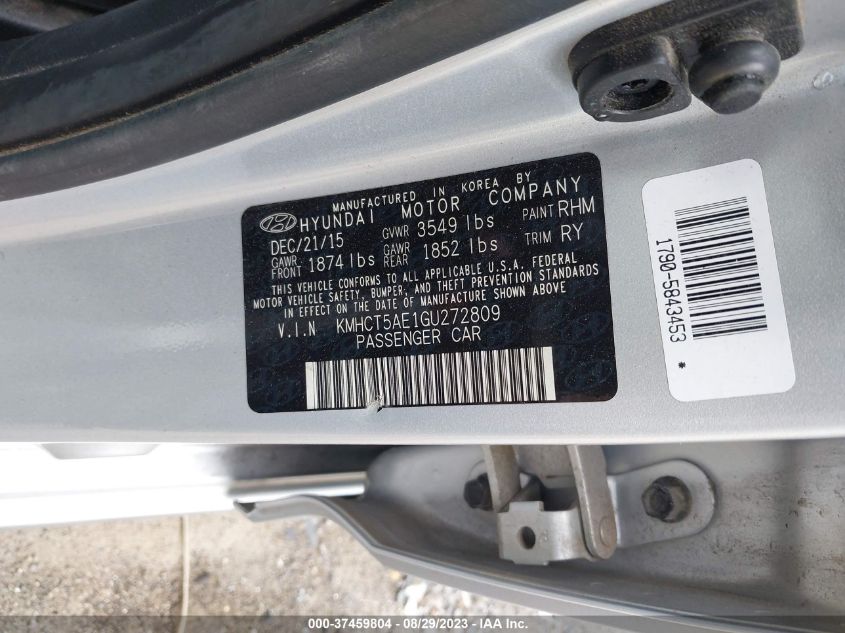 MANUFACTURED IN KOREA BY
HYUNDAI MOTOR COMPANY
DEC/21/15 GVWR 3549 lbs PAINT RHM
GAWR FRONT 1874 lbs GAWR REAR 1852 lbs TRIM RY
THIS VEHICLE CONFORMS TO ALL APPLICABLE U.S.A. FEDERAL
MOTOR VEHICLE SAFETY, BUMPER, AND THEFT PREVENTION STANDARDS
IN EFFECT ON THE DATE OF MANUFACTURE SHOWN ABOVE
V.I.N KMHCT5AE1GU272809
PASSENGER CAR
1790-5843453 *
000-37459804 - 08/29/2023 - IAAI.COM